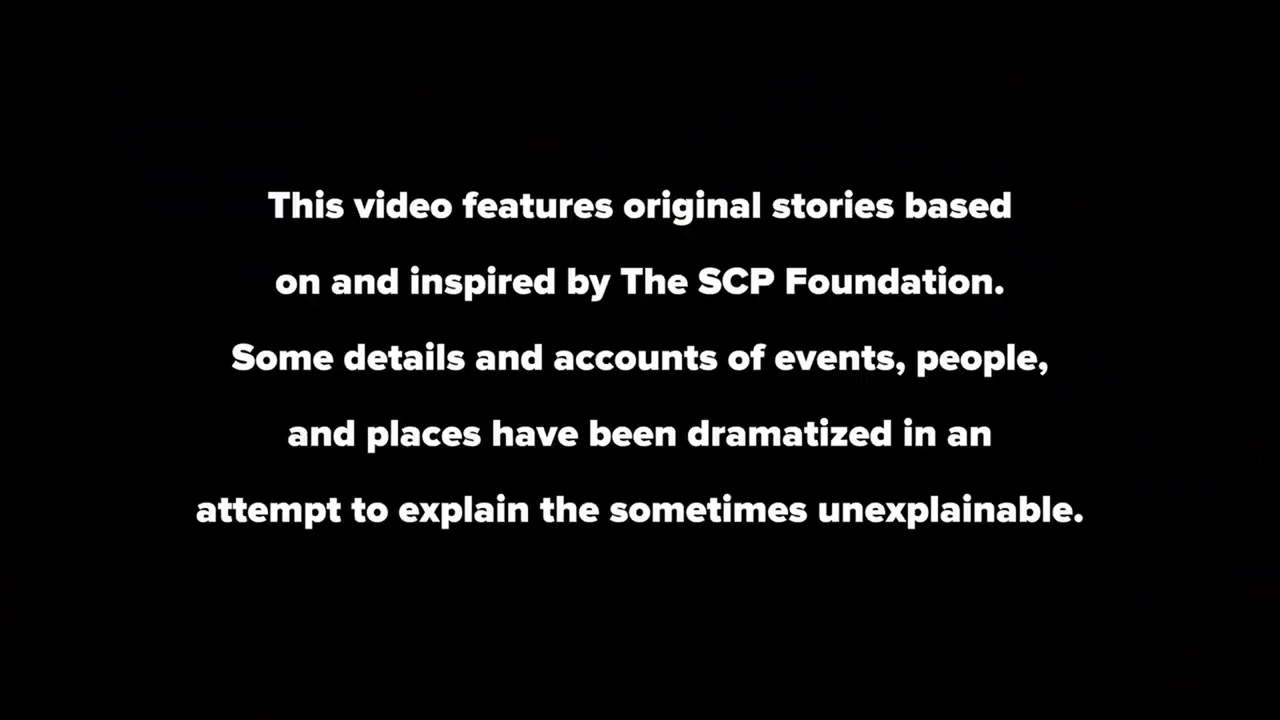 This video features original stories based
on and inspired by The SCP Foundation.
Some details and accounts of events, people,
and places have been dramatized in an
attempt to explain the sometimes unexplainable.